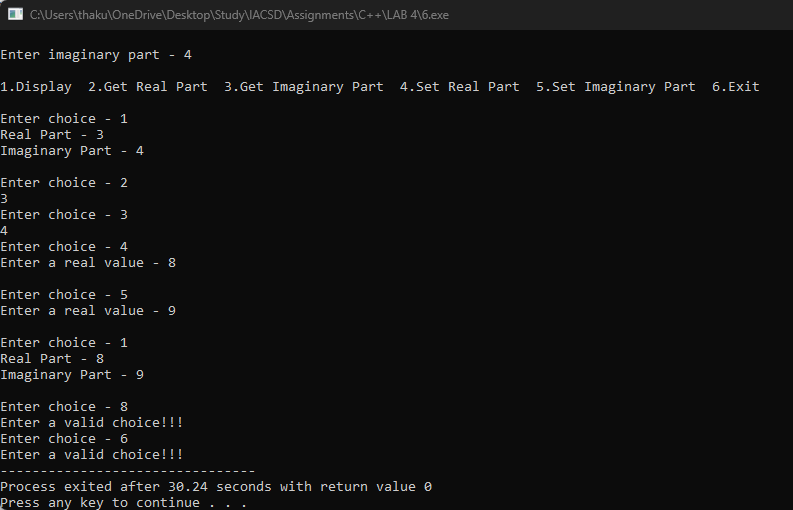 C:\Users\thaku\OneDrive\Desktop\Study\IACSD\Assignments\C++\LAB 4\6.exe
Enter imaginary part - 4
1.Display  2.Get Real Part  3.Get Imaginary Part  4.Set Real Part  5.Set Imaginary Part  6.Exit
Enter choice - 1
Real Part - 3
Imaginary Part - 4
Enter choice - 2
3
Enter choice - 3
4
Enter choice - 4
Enter a real value - 8
Enter choice - 5
Enter a real value - 9
Enter choice - 1
Real Part - 8
Imaginary Part - 9
Enter choice - 8
Enter a valid choice!!!
Enter choice - 6
Enter a valid choice!!!
--------------------------------
Process exited after 30.24 seconds with return value 0
Press any key to continue . . .